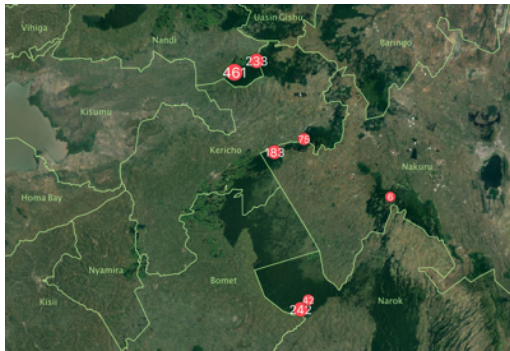 Uasin Gishu
Vihiga
Nandi
Baringo
233
461
Kisumu
75
183
Kericho
Nakuru
Homa Bay
6
Nyamira
Bomet
Kisii
42
242
Narok